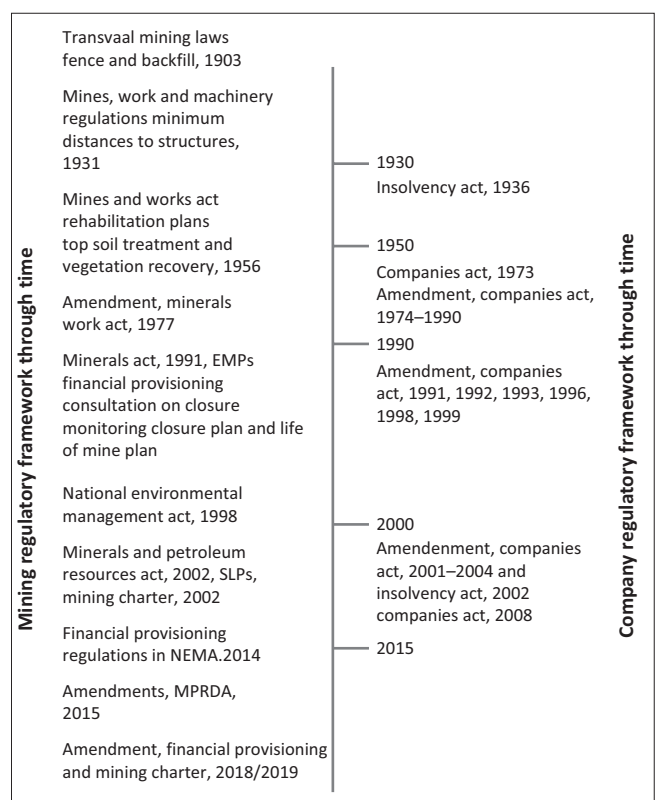 Mining regulatory framework through time
Transvaal mining laws
fence and backfill, 1903
Mines, work and machinery
regulations minimum
distances to structures,
1931
Mines and works act
rehabilitation plans
top soil treatment and
vegetation recovery, 1956
Amendment, minerals
work act, 1977
Minerals act, 1991, EMPs
financial provisioning
consultation on closure
monitoring closure plan and life
of mine plan
National environmental
management act, 1998
Minerals and petroleum
resources act, 2002, SLPs,
mining charter, 2002
Financial provisioning
regulations in NEMA.2014
Amendments, MPRDA,
2015
Amendment, financial provisioning
and mining charter, 2018/2019
1930
Insolvency act, 1936
1950
Companies act, 1973
Amendment, companies act,
1974–1990
1990
Amendment, companies
act, 1991, 1992, 1993, 1996,
1998, 1999
2000
Amendenment, companies
act, 2001–2004 and
insolvency act, 2002
companies act, 2008
2015
Company regulatory framework through time